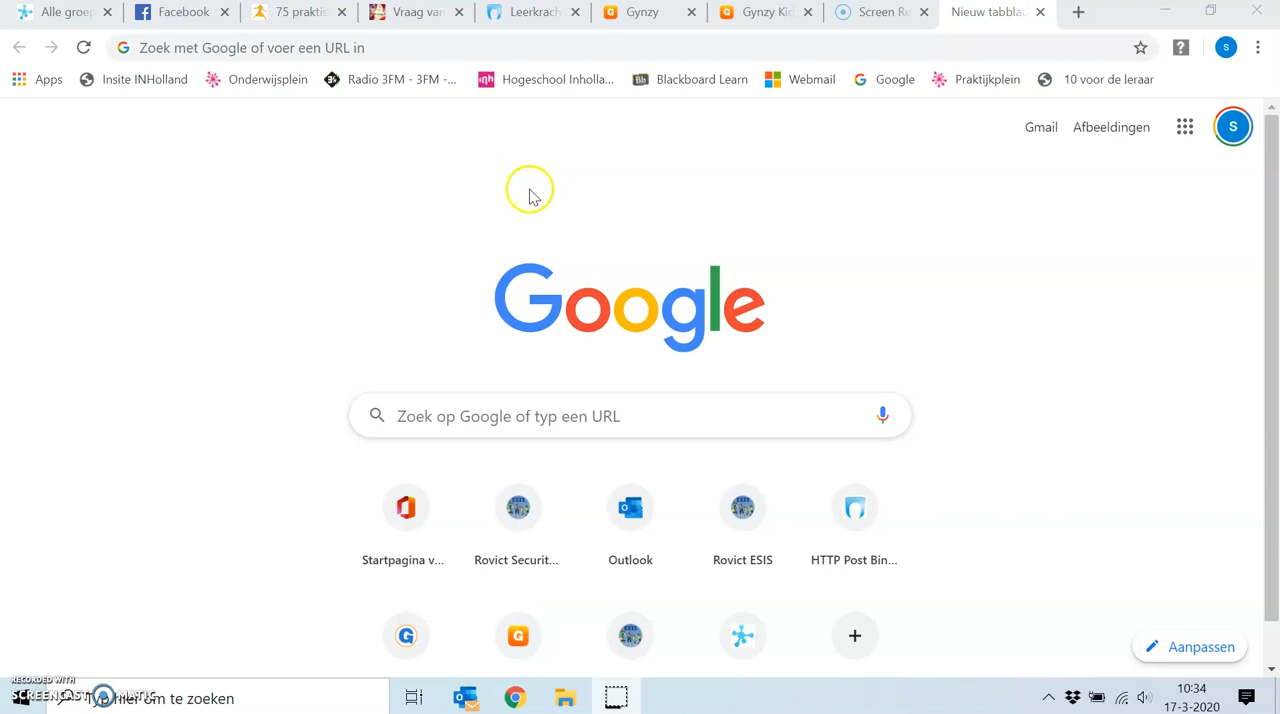 Alle groep
Facebook
75 praktis
Vraag van
Leerkrach
Gynzy
Gynzy Kid
Screen Re
Nieuw tabblad
Zoek met Google of voer een URL in
S
Apps
Insite INHolland
Onderwijsplein
Radio 3FM - 3FM -...
Hogeschool Inholla...
Blackboard Learn
Webmail
Google
Praktijkplein
10 voor de leraar
Gmail
Afbeeldingen
S
Google
Zoek op Google of typ een URL
Startpagina v...
Rovict Securit...
Outlook
Rovict ESIS
HTTP Post Bin...
Aanpassen
RECORDED WITH
SCREENCAST MATIC
Typ hier om te zoeken
10:34
17-3-2020